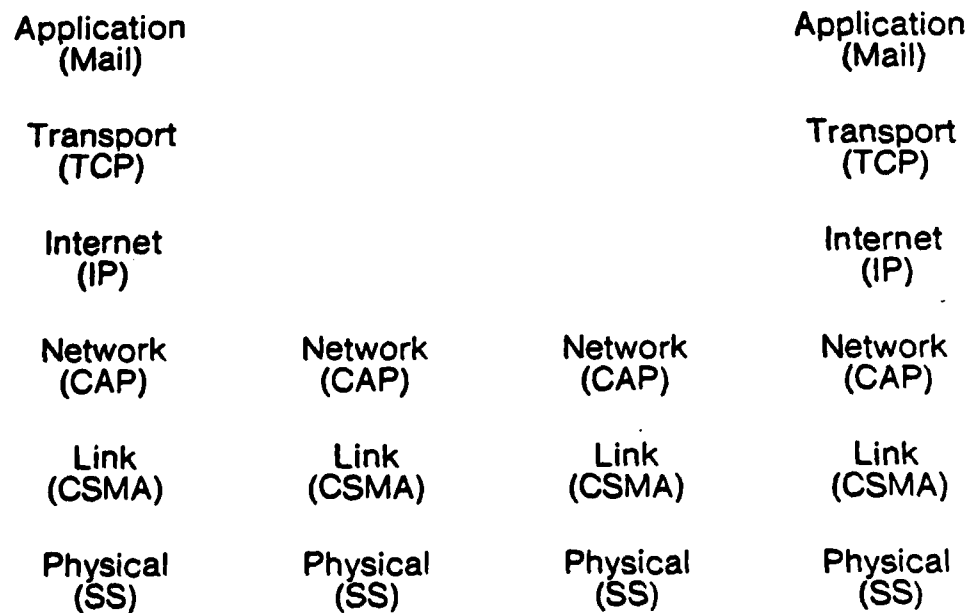 Application Application
(Mail) (Mail)
Transport Transport
(TCP) (TCP)
Internet Internet
(IP) (IP)
Network Network Network Network
(CAP) (CAP) (CAP) (CAP)
Link Link Link Link
(CSMA) (CSMA) (CSMA) (CSMA)
Physical Physical Physical Physical
(SS) (SS) (SS) (SS)